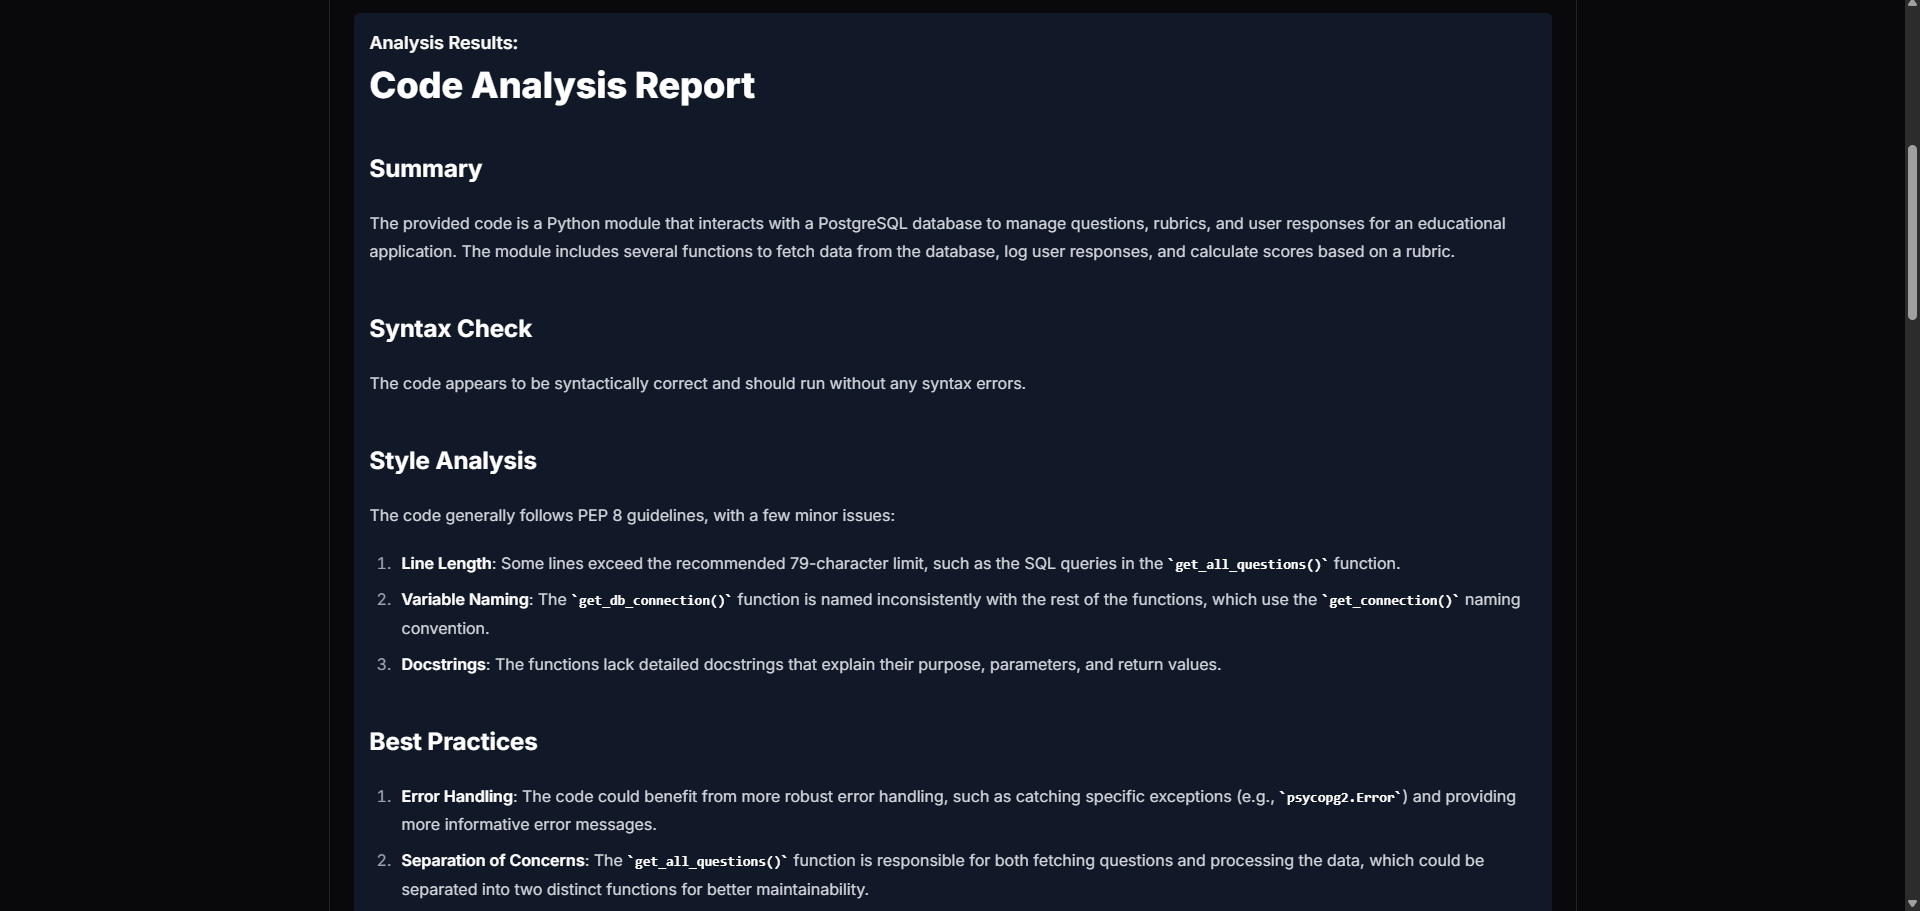 Analysis Results:
Code Analysis Report
Summary
The provided code is a Python module that interacts with a PostgreSQL database to manage questions, rubrics, and user responses for an educational
application. The module includes several functions to fetch data from the database, log user responses, and calculate scores based on a rubric.
Syntax Check
The code appears to be syntactically correct and should run without any syntax errors.
Style Analysis
The code generally follows PEP 8 guidelines, with a few minor issues:
1. Line Length: Some lines exceed the recommended 79-character limit, such as the SQL queries in the `get_all_questions()` function.
2. Variable Naming: The `get_db_connection()` function is named inconsistently with the rest of the functions, which use the `get_connection()` naming
convention.
3. Docstrings: The functions lack detailed docstrings that explain their purpose, parameters, and return values.
Best Practices
1. Error Handling: The code could benefit from more robust error handling, such as catching specific exceptions (e.g., `psycopg2.Error`) and providing
more informative error messages.
2. Separation of Concerns: The `get_all_questions()` function is responsible for both fetching questions and processing the data, which could be
separated into two distinct functions for better maintainability.